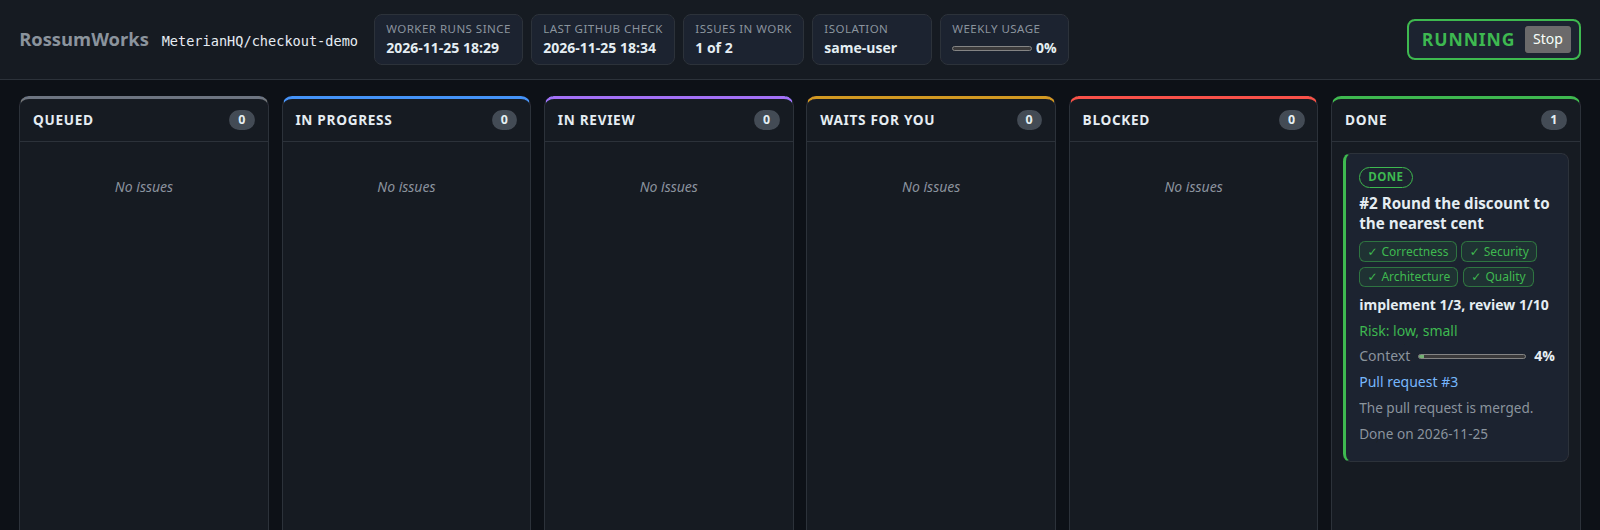 RossumWorks MeterianHQ/checkout-demo
WORKER RUNS SINCE
2026-11-25 18:29
LAST GITHUB CHECK
2026-11-25 18:34
ISSUES IN WORK
1 of 2
ISOLATION
same-user
WEEKLY USAGE
0%
RUNNING Stop
QUEUED 0
No Issues
IN PROGRESS 0
No Issues
IN REVIEW 0
No Issues
WAITS FOR YOU 0
No Issues
BLOCKED 0
No Issues
DONE 1
DONE
#2 Round the discount to
the nearest cent
✓ Correctness ✓ Security
✓ Architecture ✓ Quality
implement 1/3, review 1/10
Risk: low, small
Context 4%
Pull request #3
The pull request is merged.
Done on 2026-11-25